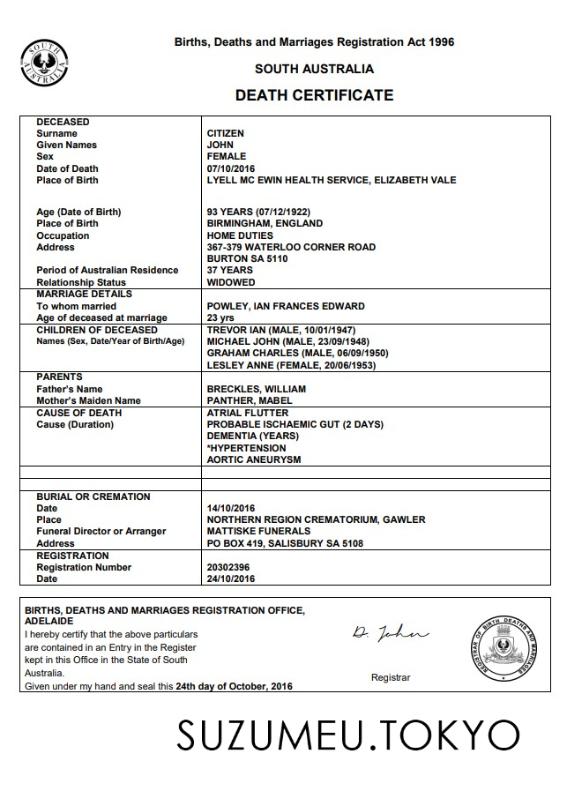 Births, Deaths and Marriages Registration Act 1996
SOUTH AUSTRALIA
DEATH CERTIFICATE
SOUTH AUSTRALIA
DECEASED
Surname CITIZEN
Given Names JOHN
Sex FEMALE
Date of Death 07/10/2016
Place of Birth LYELL MC EWIN HEALTH SERVICE, ELIZABETH VALE
Age (Date of Birth) 93 YEARS (07/12/1922)
Place of Birth BIRMINGHAM, ENGLAND
Occupation HOME DUTIES
Address 367-379 WATERLOO CORNER ROAD
BURTON SA 5110
Period of Australian Residence 37 YEARS
Relationship Status WIDOWED
MARRIAGE DETAILS
To whom married POWLEY, IAN FRANCES EDWARD
Age of deceased at marriage 23 yrs
CHILDREN OF DECEASED TREVOR IAN (MALE, 10/01/1947)
Names (Sex, Date/Year of Birth/Age) MICHAEL JOHN (MALE, 23/09/1948)
GRAHAM CHARLES (MALE, 06/09/1950)
LESLEY ANNE (FEMALE, 20/06/1953)
PARENTS
Father's Name BRECKLES, WILLIAM
Mother's Maiden Name PANTHER, MABEL
CAUSE OF DEATH ATRIAL FLUTTER
Cause (Duration) PROBABLE ISCHAEMIC GUT (2 DAYS)
DEMENTIA (YEARS)
*HYPERTENSION
AORTIC ANEURYSM
BURIAL OR CREMATION
Date 14/10/2016
Place NORTHERN REGION CREMATORIUM, GAWLER
Funeral Director or Arranger MATTISKE FUNERALS
Address PO BOX 419, SALISBURY SA 5108
REGISTRATION
Registration Number 20302396
Date 24/10/2016
BIRTHS, DEATHS AND MARRIAGES REGISTRATION OFFICE,
ADELAIDE
I hereby certify that the above particulars
are contained in an Entry in the Register
kept in this Office in the State of South
Australia.
Given under my hand and seal this 24th day of October, 2016
D. John
Registrar
REGISTRAR OF BIRTH DEATHS AND MARRIAGES
SUZUMEU.TOKYO